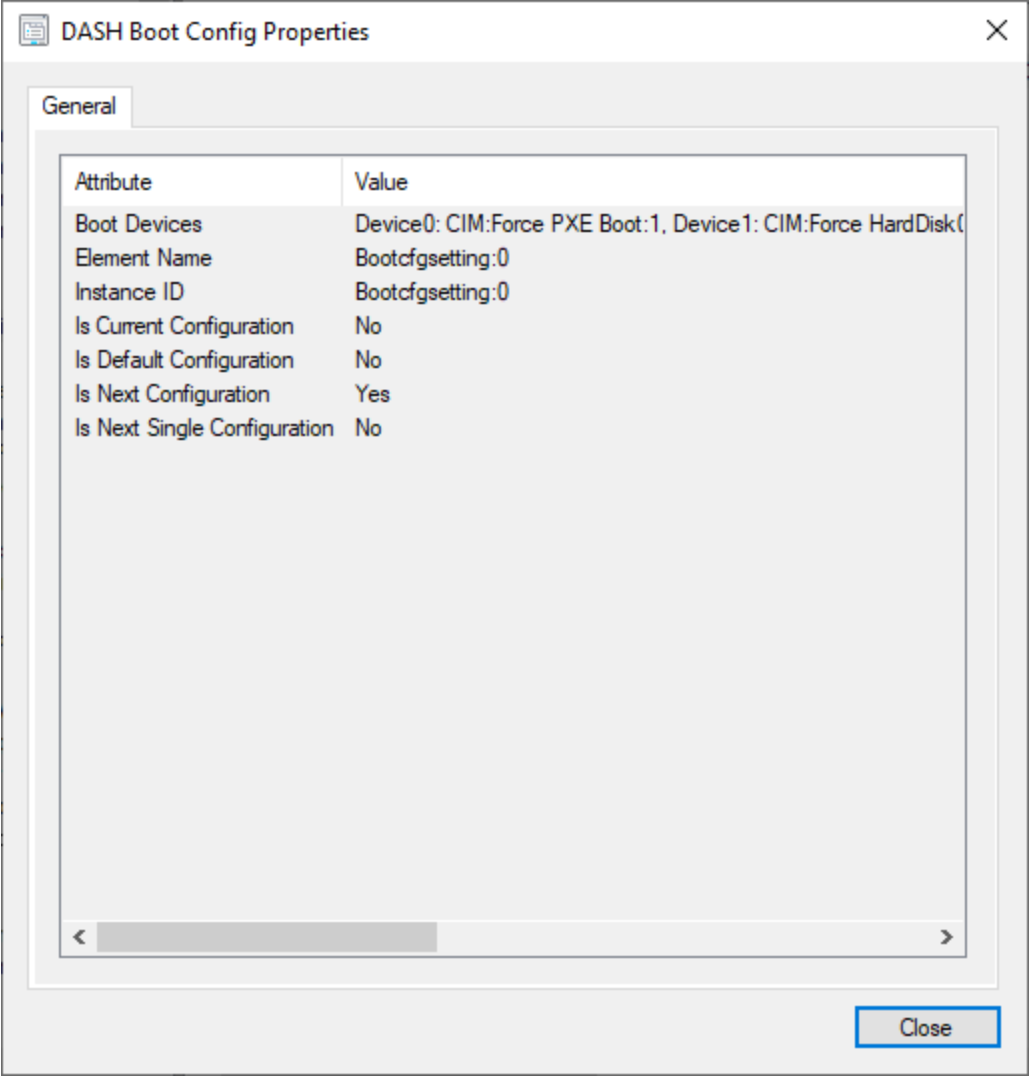 DASH Boot Config Properties
General
Attribute Value
Boot Devices Device0: CIM:Force PXE Boot:1, Device1: CIM:Force HardDisk
Element Name Bootcfgsetting:0
Instance ID Bootcfgsetting:0
Is Current Configuration No
Is Default Configuration No
Is Next Configuration Yes
Is Next Single Configuration No
Close